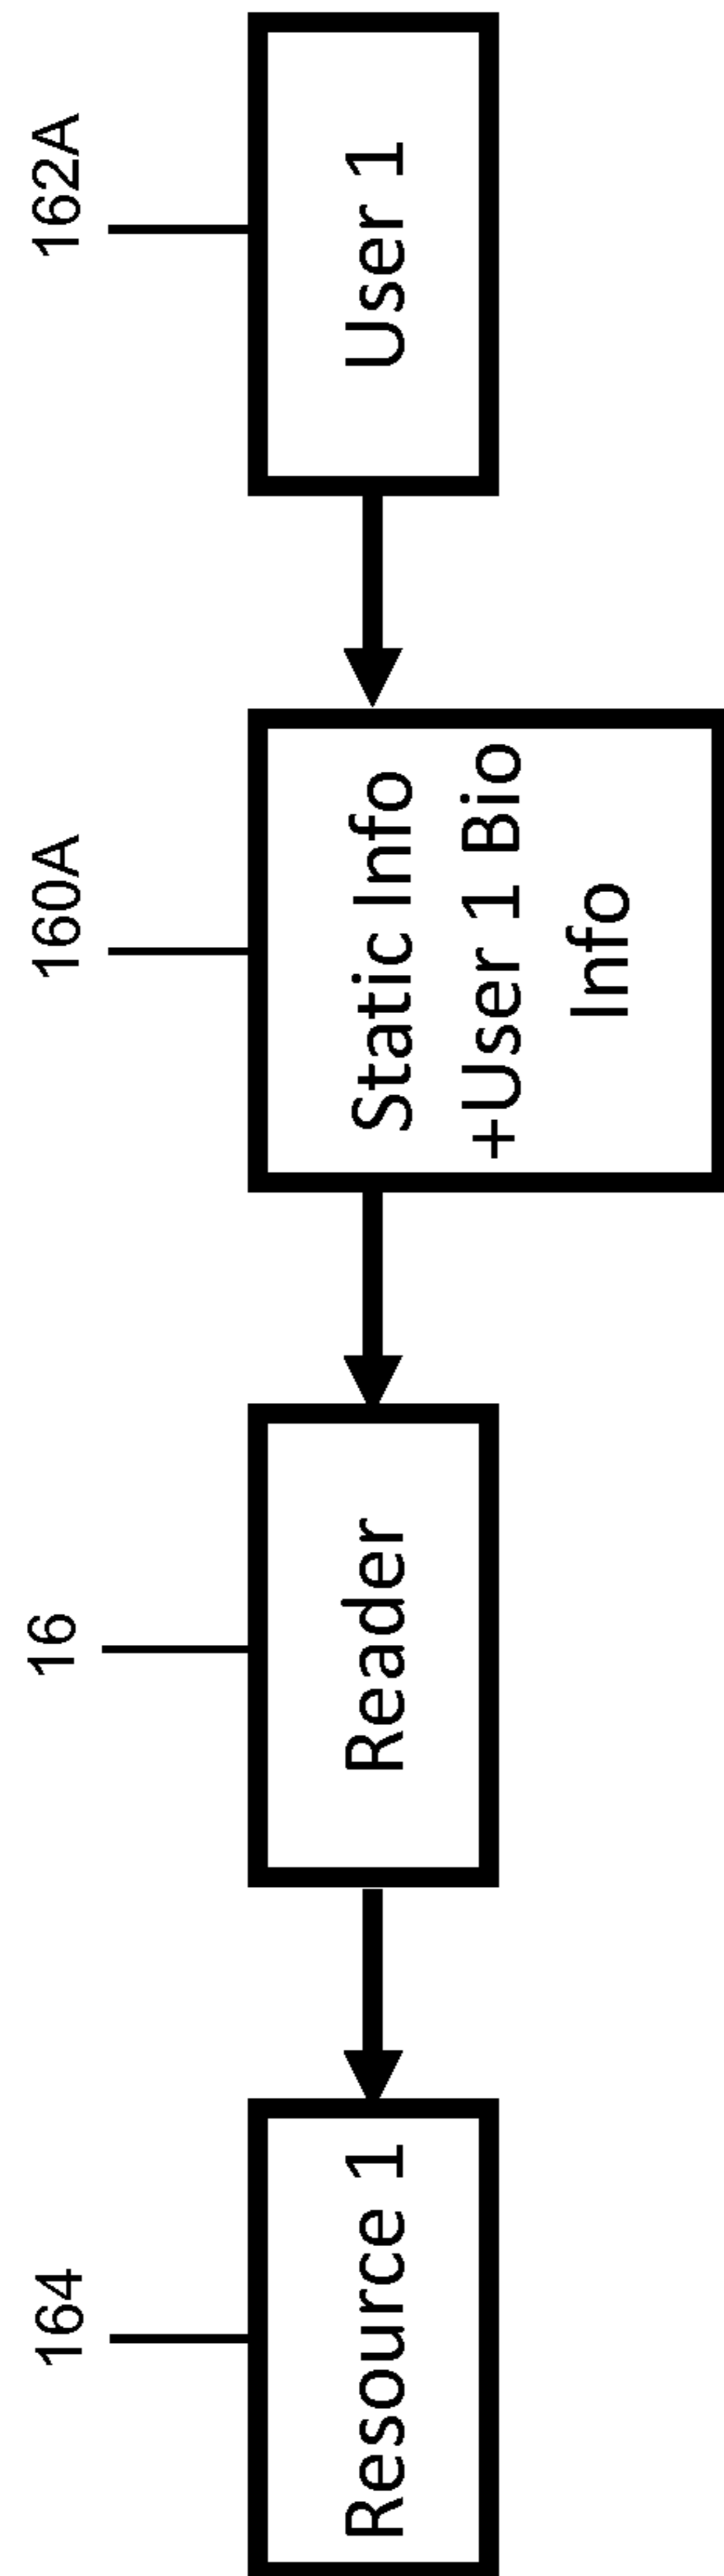 164
16
160A
162A
Resource 1
Reader
Static Info
+User 1 Bio
Info
User 1